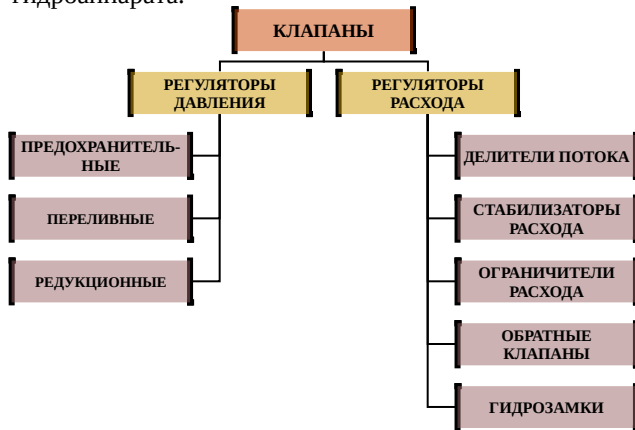 гидроаппарата.
КЛАПАНЫ
РЕГУЛЯТОРЫ
ДАВЛЕНИЯ
РЕГУЛЯТОРЫ
РАСХОДА
ПРЕДОХРАНИТЕЛЬ-
НЫЕ
ПЕРЕЛИВНЫЕ
РЕДУКЦИОННЫЕ
ДЕЛИТЕЛИ ПОТОКА
СТАБИЛИЗАТОРЫ
РАСХОДА
ОГРАНИЧИТЕЛИ
РАСХОДА
ОБРАТНЫЕ
КЛАПАНЫ
ГИДРОЗАМКИ